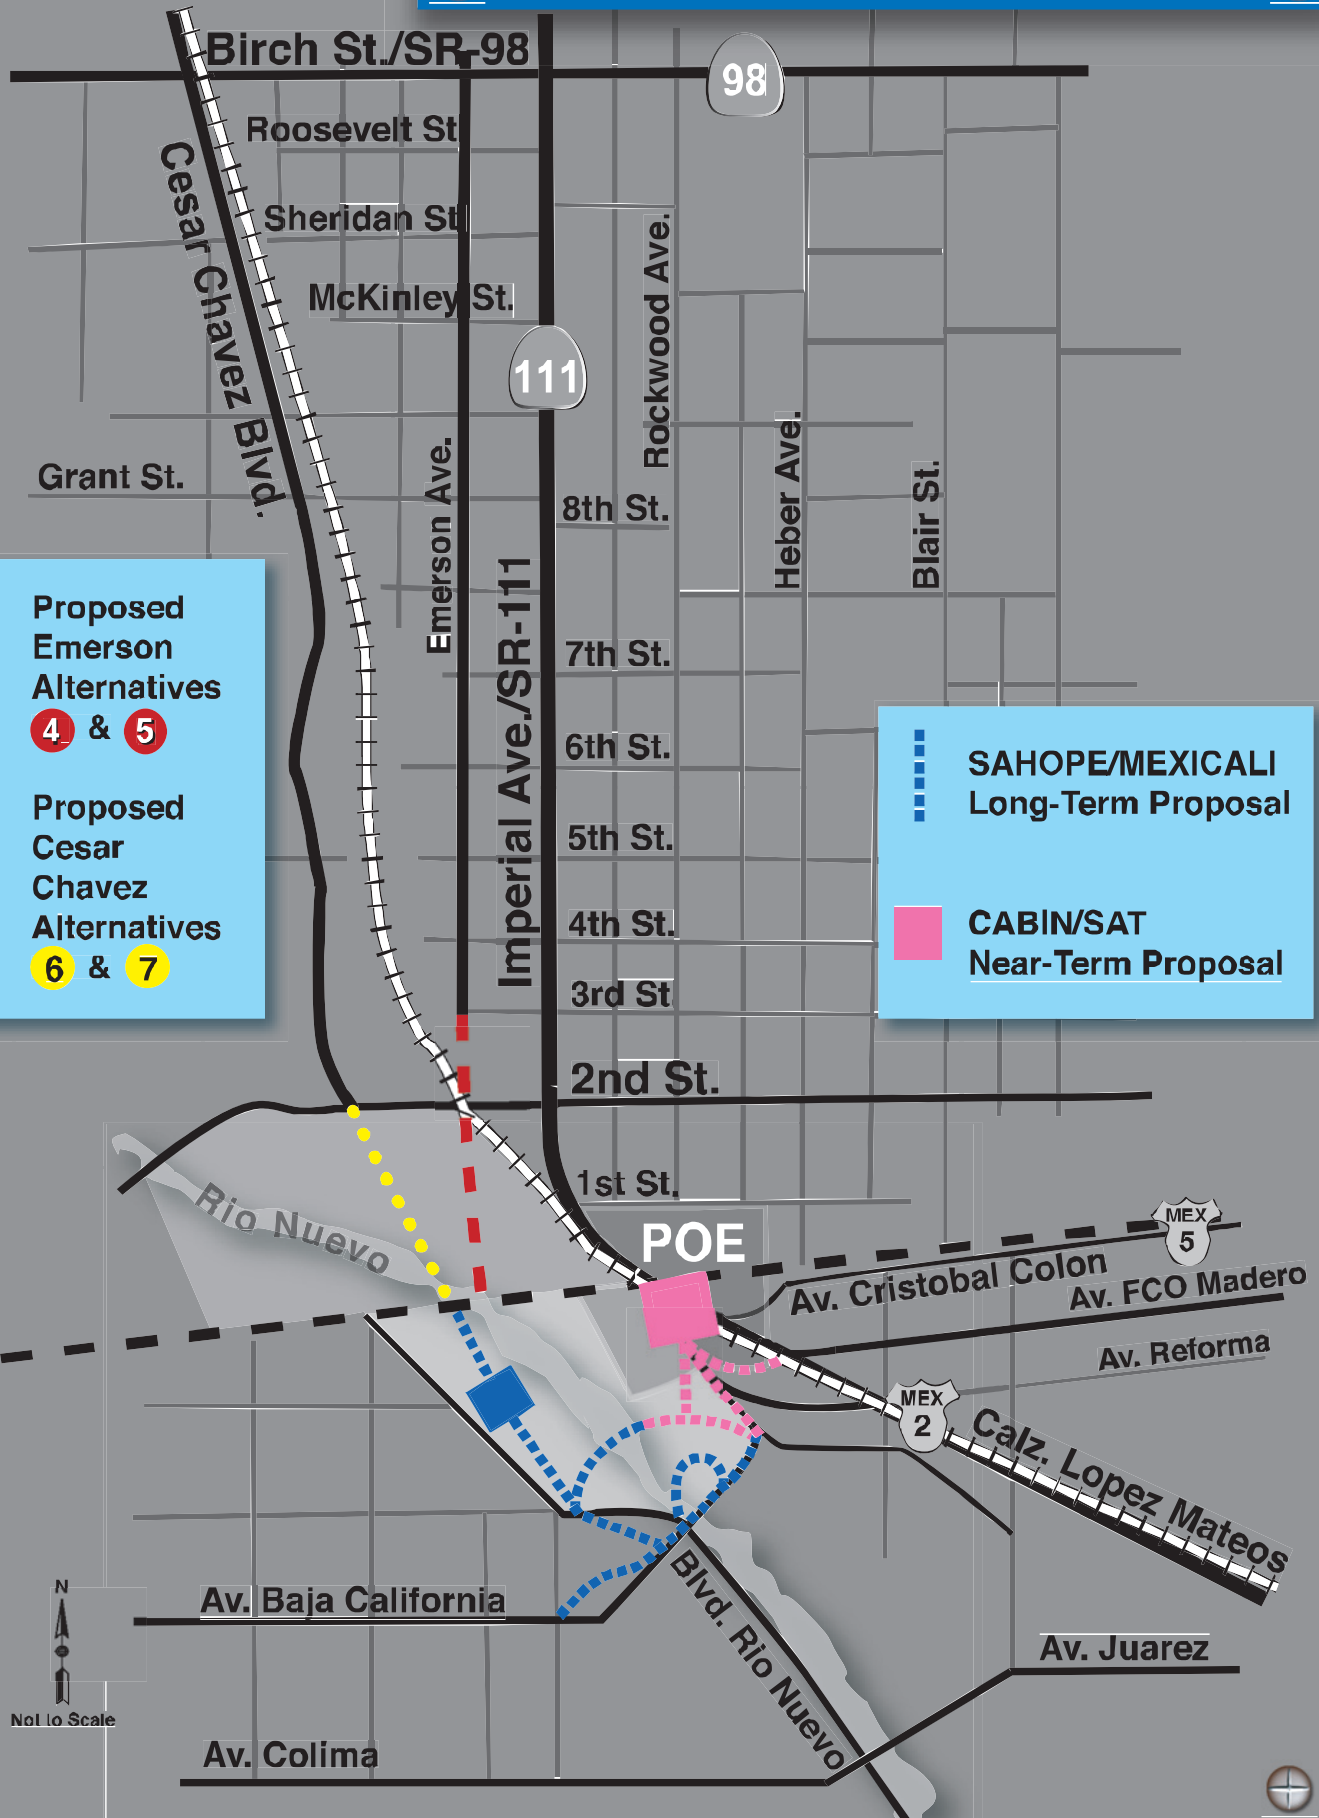 Birch St./SR-98
98
Roosevelt St.
Cesar Chavez Blvd.
Sheridan St.
McKinley St.
Rockwood Ave.
111
Heber Ave.
Emerson Ave.
Blair St.
Grant St.
8th St.
Imperial Ave./SR-111
Proposed
Emerson
Alternatives
4 & 5
Proposed
Cesar
Chavez
Alternatives
6 & 7
7th St.
6th St.
5th St.
4th St.
3rd St.
2nd St.
1st St.
SAHOPE/MEXICALI
Long-Term Proposal
CABIN/SAT
Near-Term Proposal
Rio Nuevo
POE
MEX
5
Av. Cristobal Colon
Av. FCO Madero
Av. Reforma
MEX
2
Calz. Lopez Mateos
Blvd. Rio Nuevo
N
Not to Scale
Av. Baja California
Av. Juarez
Av. Colima